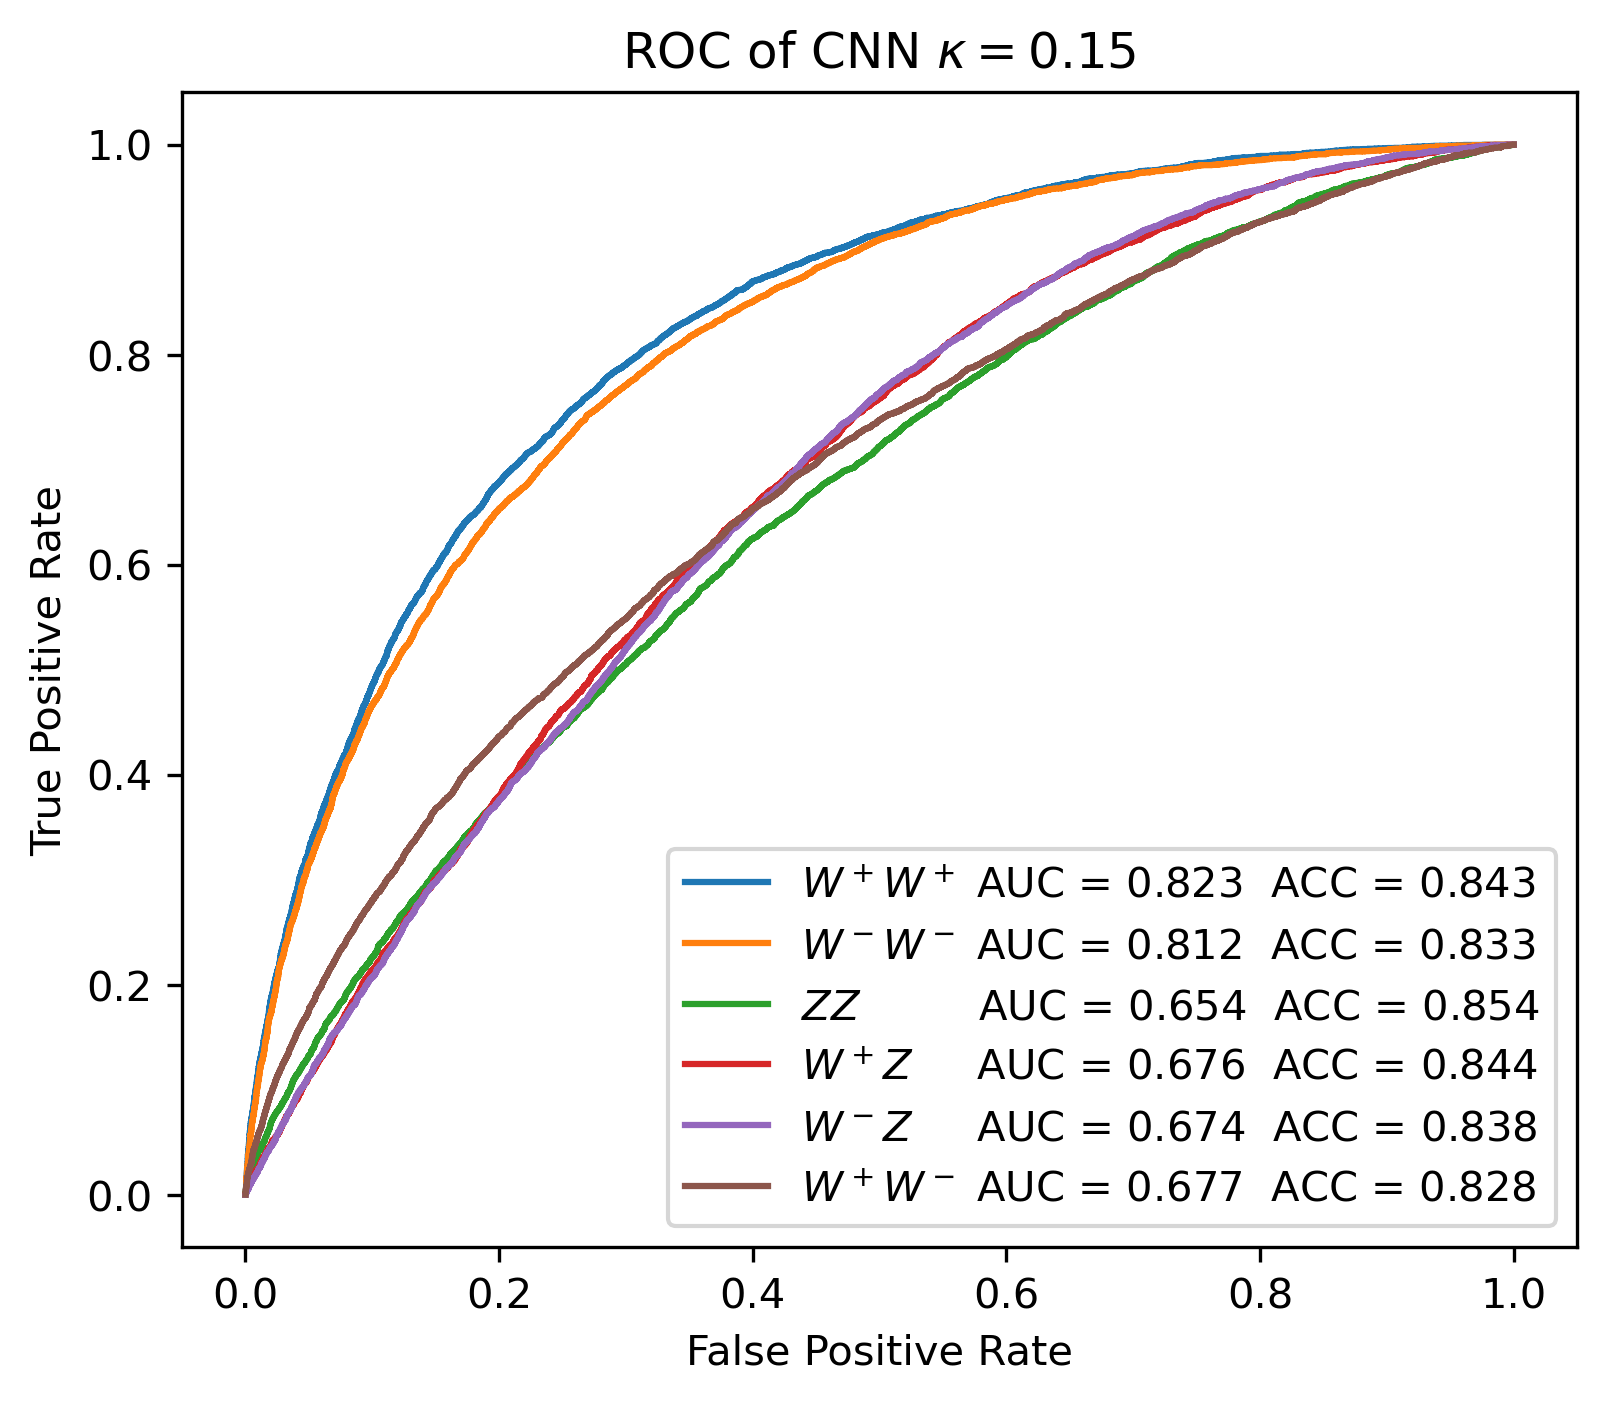 ROC of CNN κ = 0.15
True Positive Rate
1.0
0.8
0.6
0.4
0.2
0.0
W⁺W⁺ AUC = 0.823 ACC = 0.843
W⁻W⁻ AUC = 0.812 ACC = 0.833
ZZ AUC = 0.654 ACC = 0.854
W⁺Z AUC = 0.676 ACC = 0.844
W⁻Z AUC = 0.674 ACC = 0.838
W⁺W⁻ AUC = 0.677 ACC = 0.828
0.0 0.2 0.4 0.6 0.8 1.0
False Positive Rate